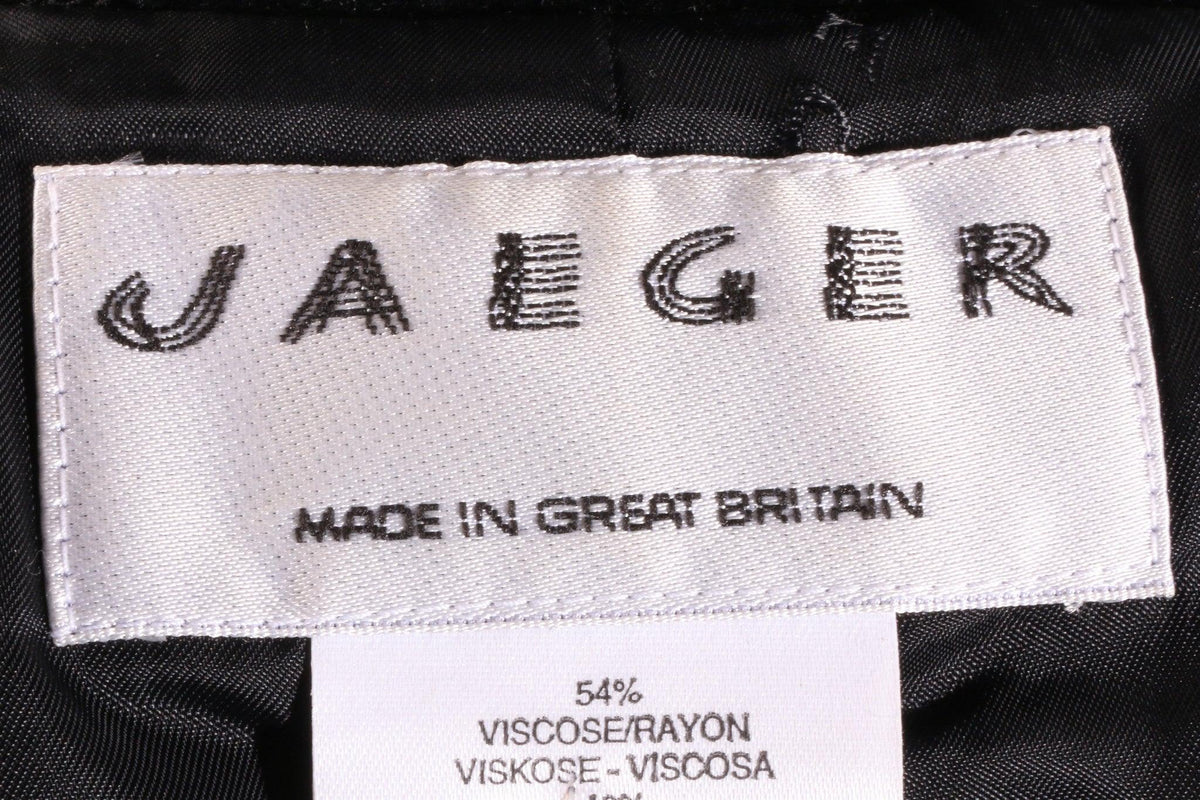 JAEGER
MADE IN GREAT BRITAIN
54%
VISCOSE/RAYON
VISKOSE - VISCOSA